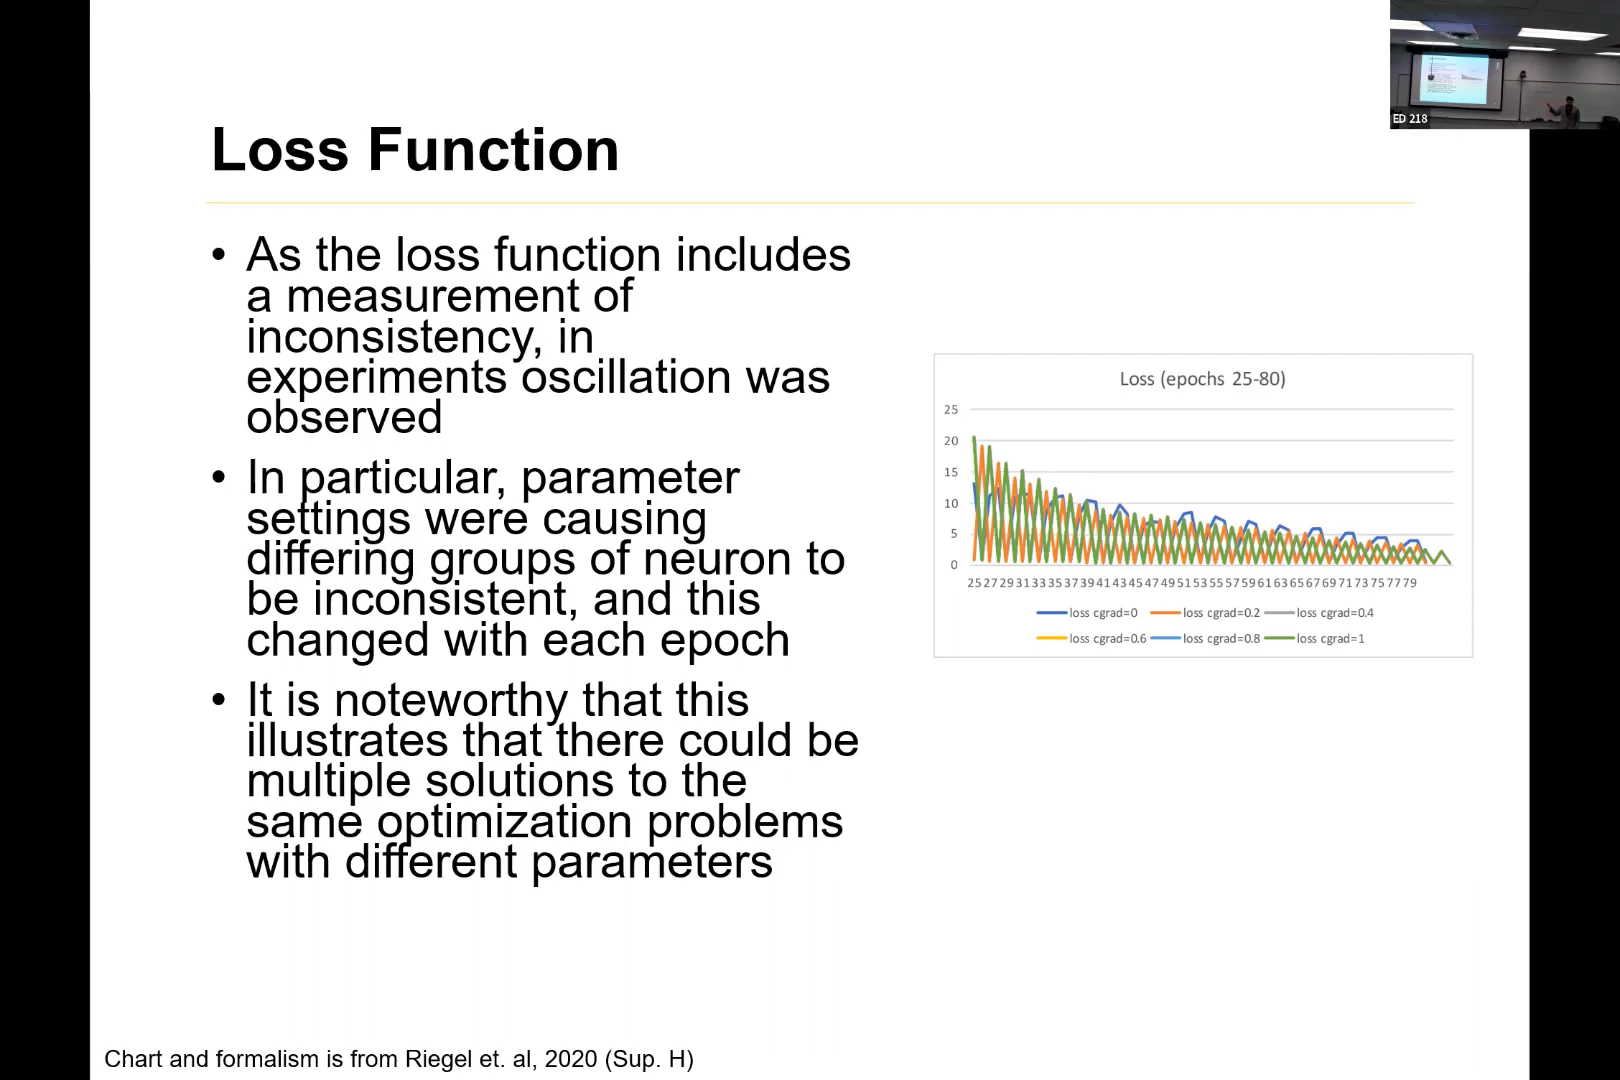 ED 218
Loss Function
• As the loss function includes
a measurement of
inconsistency, in
experiments oscillation was
observed
• In particular, parameter
settings were causing
differing groups of neuron to
be inconsistent, and this
changed with each epoch
• It is noteworthy that this
illustrates that there could be
multiple solutions to the
same optimization problems
with different parameters
Loss (epochs 25-80)
25
20
15
10
5
0
25 27 29 31 33 35 37 39 41 43 45 47 49 51 53 55 57 59 61 63 65 67 69 71 73 75 77 79
loss cgrad=0 loss cgrad=0.2 loss cgrad=0.4
loss cgrad=0.6 loss cgrad=0.8 loss cgrad=1
Chart and formalism is from Riegel et. al, 2020 (Sup. H)